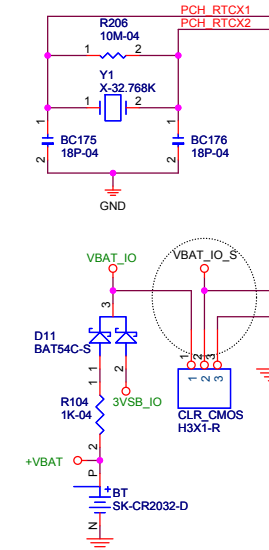 PCH_RTCX1
PCH_RTCX2
R206
10M-04
1 2
Y1
X-32.768K
1 2
1 1
BC175
18P-04
BC176
18P-04
2 2
GND
VBAT_IO
VBAT_IO_S
3
D11
BAT54C-S
1 2 3
1 2
1 2 3
3VSB_IO
1
R104
1K-04
CLR_CMOS
H3X1-R
2
+VBAT
P
+
BT
SK-CR2032-D
N